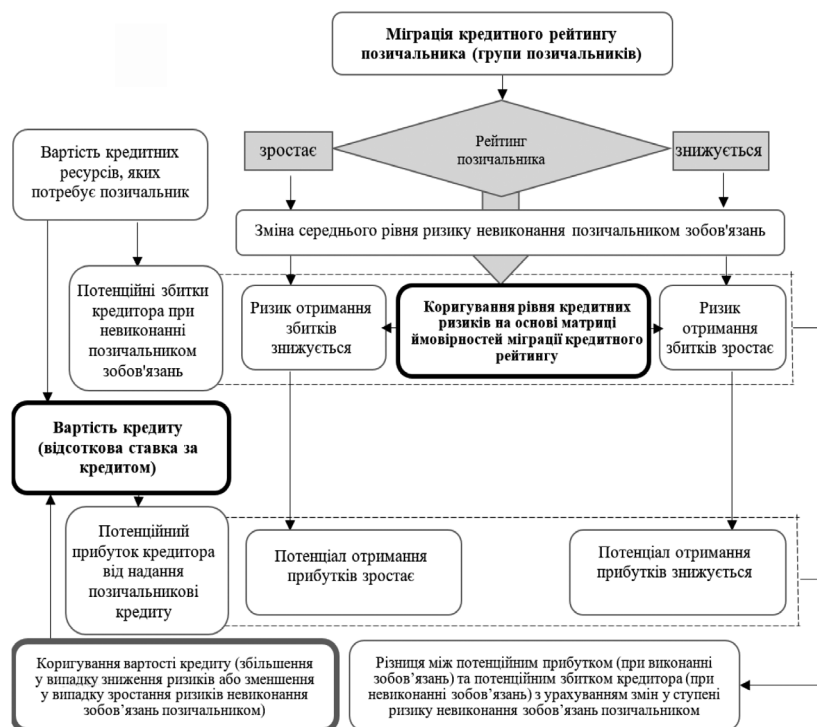 Міграція кредитного рейтингу
позичальника (групи позичальників)
зростає
Рейтинг
позичальника
знижується
Вартість кредитних
ресурсів, яких
потребує позичальник
Зміна середнього рівня ризику невиконання позичальником зобов'язань
Потенційні збитки
кредитора при
невиконанні
позичальником
зобов'язань
Ризик отримання
збитків
знижується
Коригування рівня кредитних
ризиків на основі матриці
ймовірностей міграції кредитного
рейтингу
Ризик
отримання
збитків зростає
Вартість кредиту
(відсоткова ставка за
кредитом)
Потенційний
прибуток кредитора
від надання
позичальникові
кредиту
Потенціал отримання
прибутків зростає
Потенціал отримання
прибутків знижується
Коригування вартості кредиту (збільшення
у випадку зниження ризиків або зменшення
у випадку зростання ризиків невиконання
зобов’язань позичальником)
Різниця між потенційним прибутком (при виконанні
зобов’язань) та потенційним збитком кредитора (при
невиконанні зобов’язань) з урахуванням змін у ступені
ризику невиконання зобов’язань позичальником